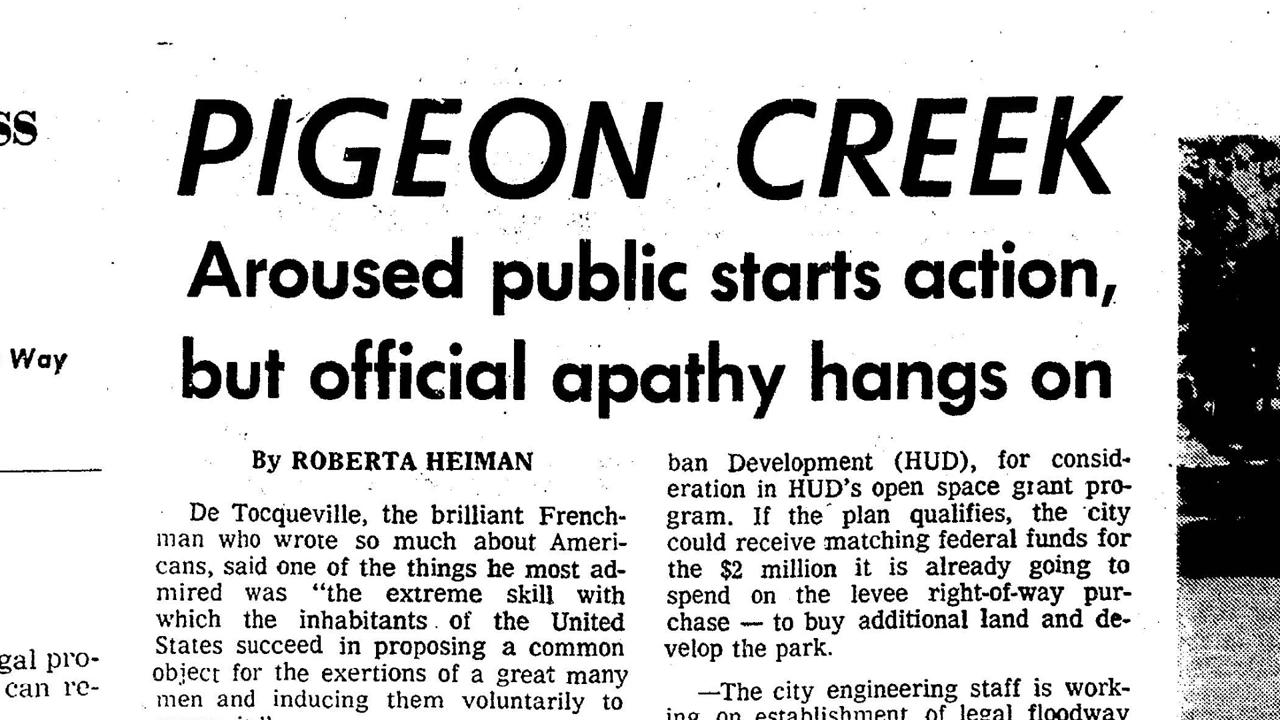 ss
Way
gal pro-
can re-
PIGEON CREEK
Aroused public starts action,
but official apathy hangs on
By ROBERTA HEIMAN
De Tocqueville, the brilliant French-
man who wrote so much about Ameri-
cans, said one of the things he most ad-
mired was “the extreme skill with
which the inhabitants of the United
States succeed in proposing a common
object for the exertions of a great many
men and inducing them voluntarily to
ban Development (HUD), for consid-
eration in HUD’s open space grant pro-
gram. If the plan qualifies, the city
could receive matching federal funds for
the $2 million it is already going to
spend on the levee right-of-way pur-
chase — to buy additional land and de-
velop the park.
—The city engineering staff is work-
ing on establishment of legal floodway